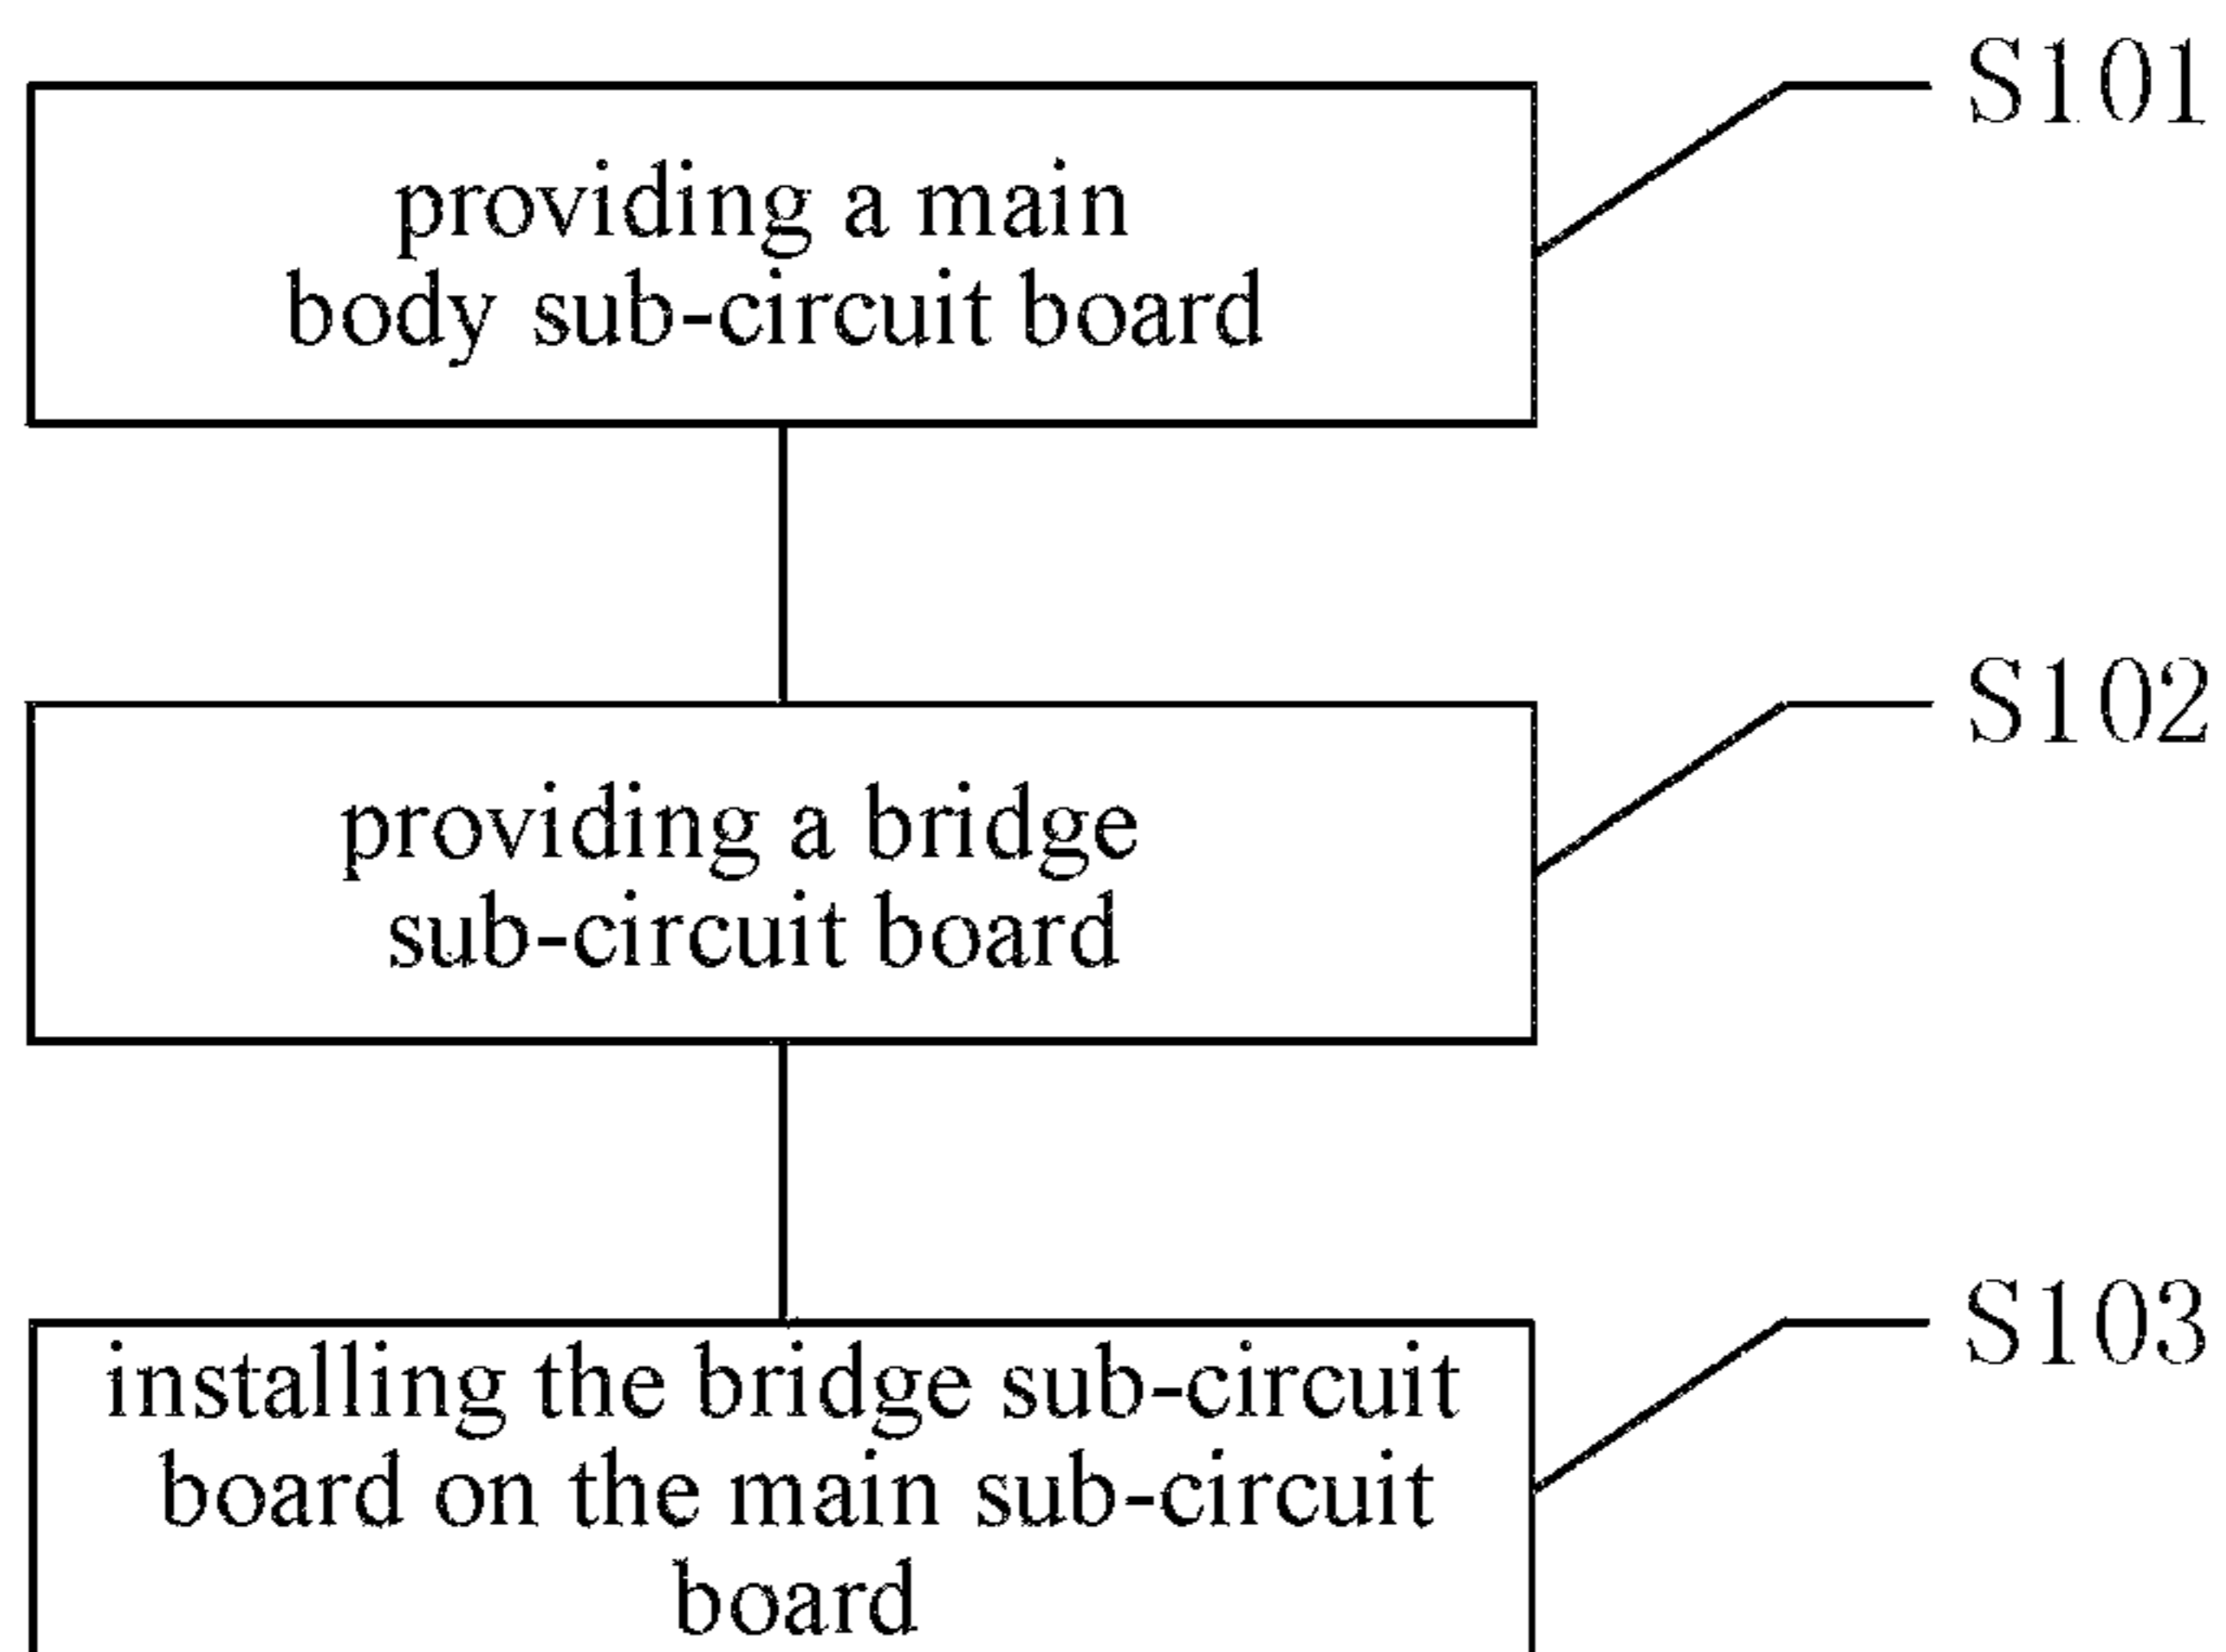 S101
providing a main
body sub-circuit board
S102
providing a bridge
sub-circuit board
S103
installing the bridge sub-circuit
board on the main sub-circuit
board